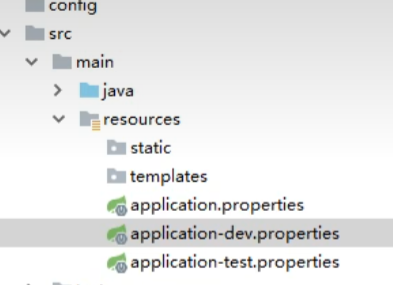 config
src
main
java
resources
static
templates
application.properties
application-dev.properties
application-test.properties